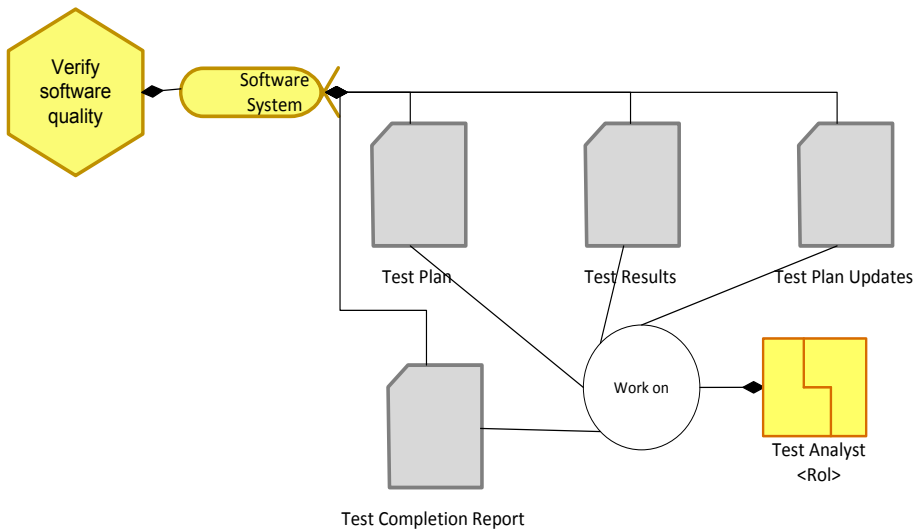 Verify
software
quality
Software
System
Test Plan
Test Results
Test Plan Updates
Work on
Test Analyst
<Rol>
Test Completion Report